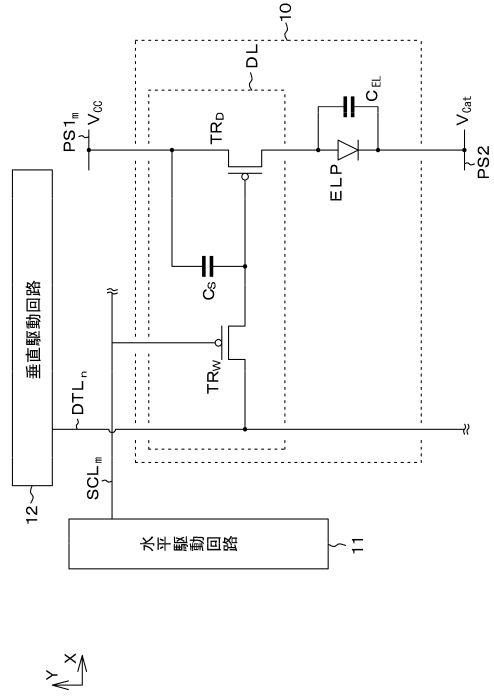 10
DL
PS1m
VCC
TRD
CS
TRW
ELP
CEL
VCat
PS2
垂直駆動回路
12
DTLn
SCLm
水平駆動回路
11
Y
X